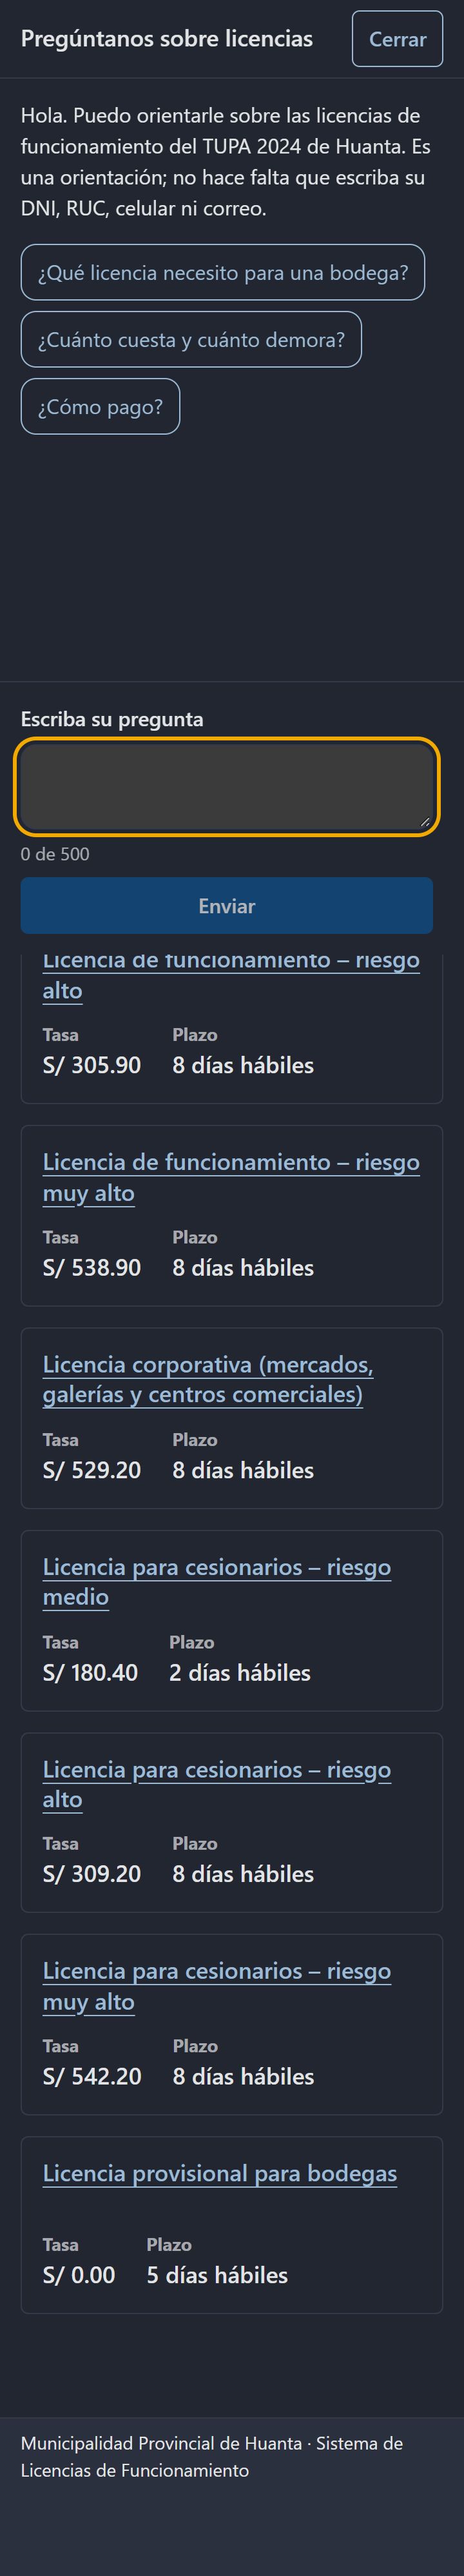 Pregúntanos sobre licencias
Cerrar
Hola. Puedo orientarle sobre las licencias de
funcionamiento del TUPA 2024 de Huanta. Es
una orientación; no hace falta que escriba su
DNI, RUC, celular ni correo.
¿Qué licencia necesito para una bodega?
¿Cuánto cuesta y cuánto demora?
¿Cómo pago?
Escriba su pregunta
0 de 500
Enviar
Licencia de funcionamiento – riesgo
alto
Tasa Plazo
S/ 305.90 8 días hábiles
Licencia de funcionamiento – riesgo
muy alto
Tasa Plazo
S/ 538.90 8 días hábiles
Licencia corporativa (mercados,
galerías y centros comerciales)
Tasa Plazo
S/ 529.20 8 días hábiles
Licencia para cesionarios – riesgo
medio
Tasa Plazo
S/ 180.40 2 días hábiles
Licencia para cesionarios – riesgo
alto
Tasa Plazo
S/ 309.20 8 días hábiles
Licencia para cesionarios – riesgo
muy alto
Tasa Plazo
S/ 542.20 8 días hábiles
Licencia provisional para bodegas
Tasa Plazo
S/ 0.00 5 días hábiles
Municipalidad Provincial de Huanta · Sistema de
Licencias de Funcionamiento